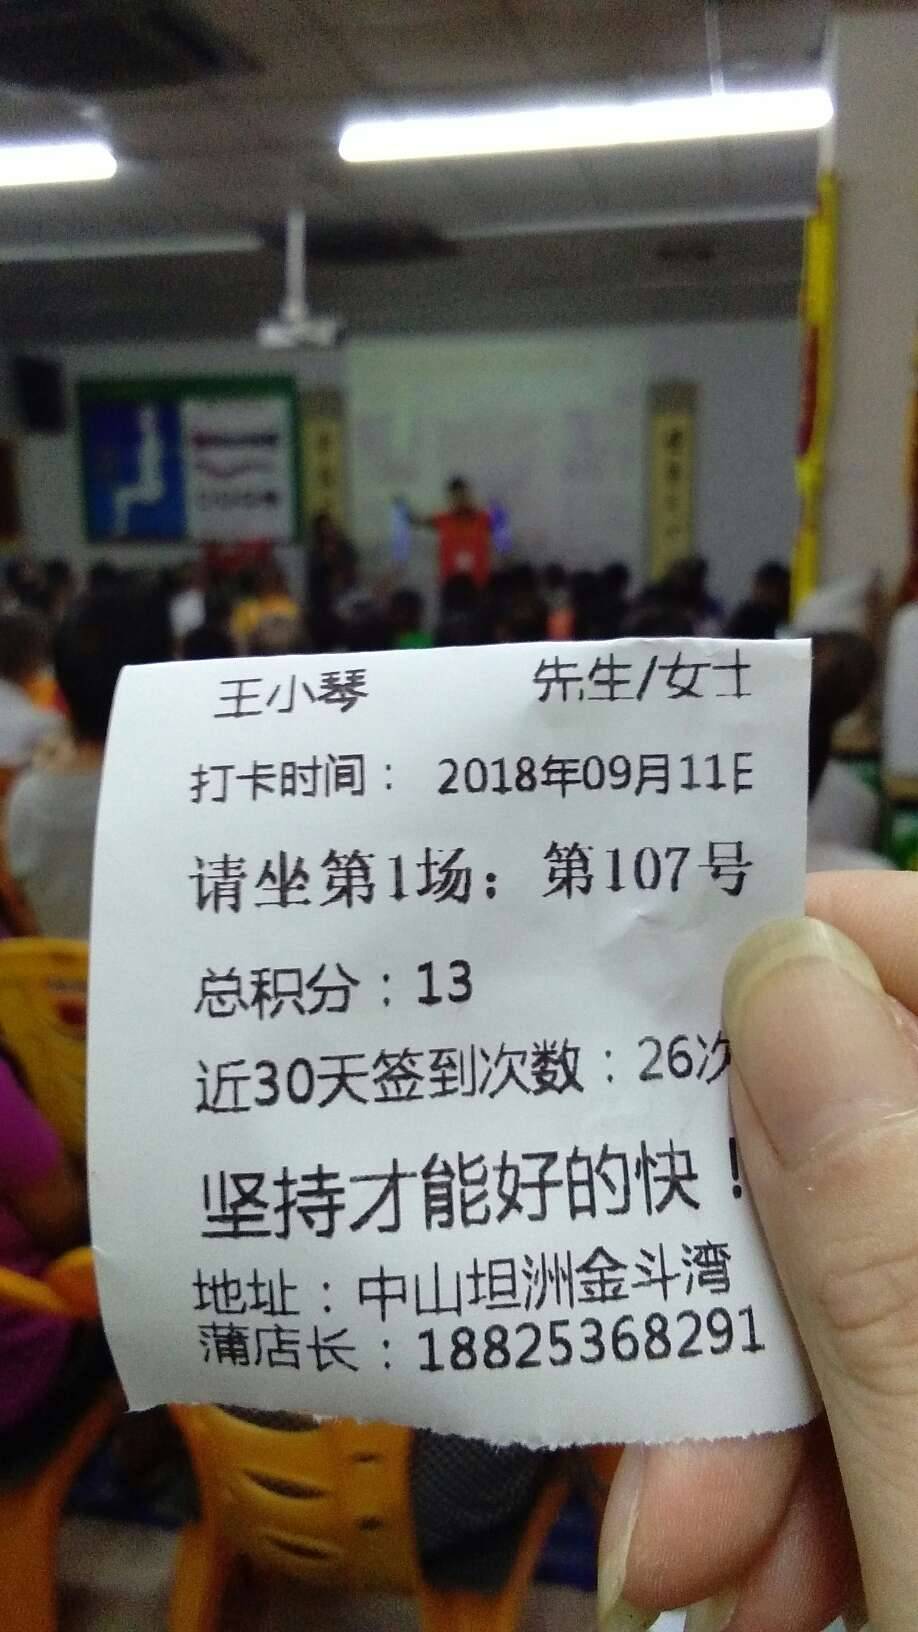 王小琴 先生/女士
打卡时间： 2018年09月11日
请坐第1场：第107号
总积分：13
近30天签到次数：26次
坚持才能好的快！
地址：中山坦洲金斗湾
蒲店长：18825368291